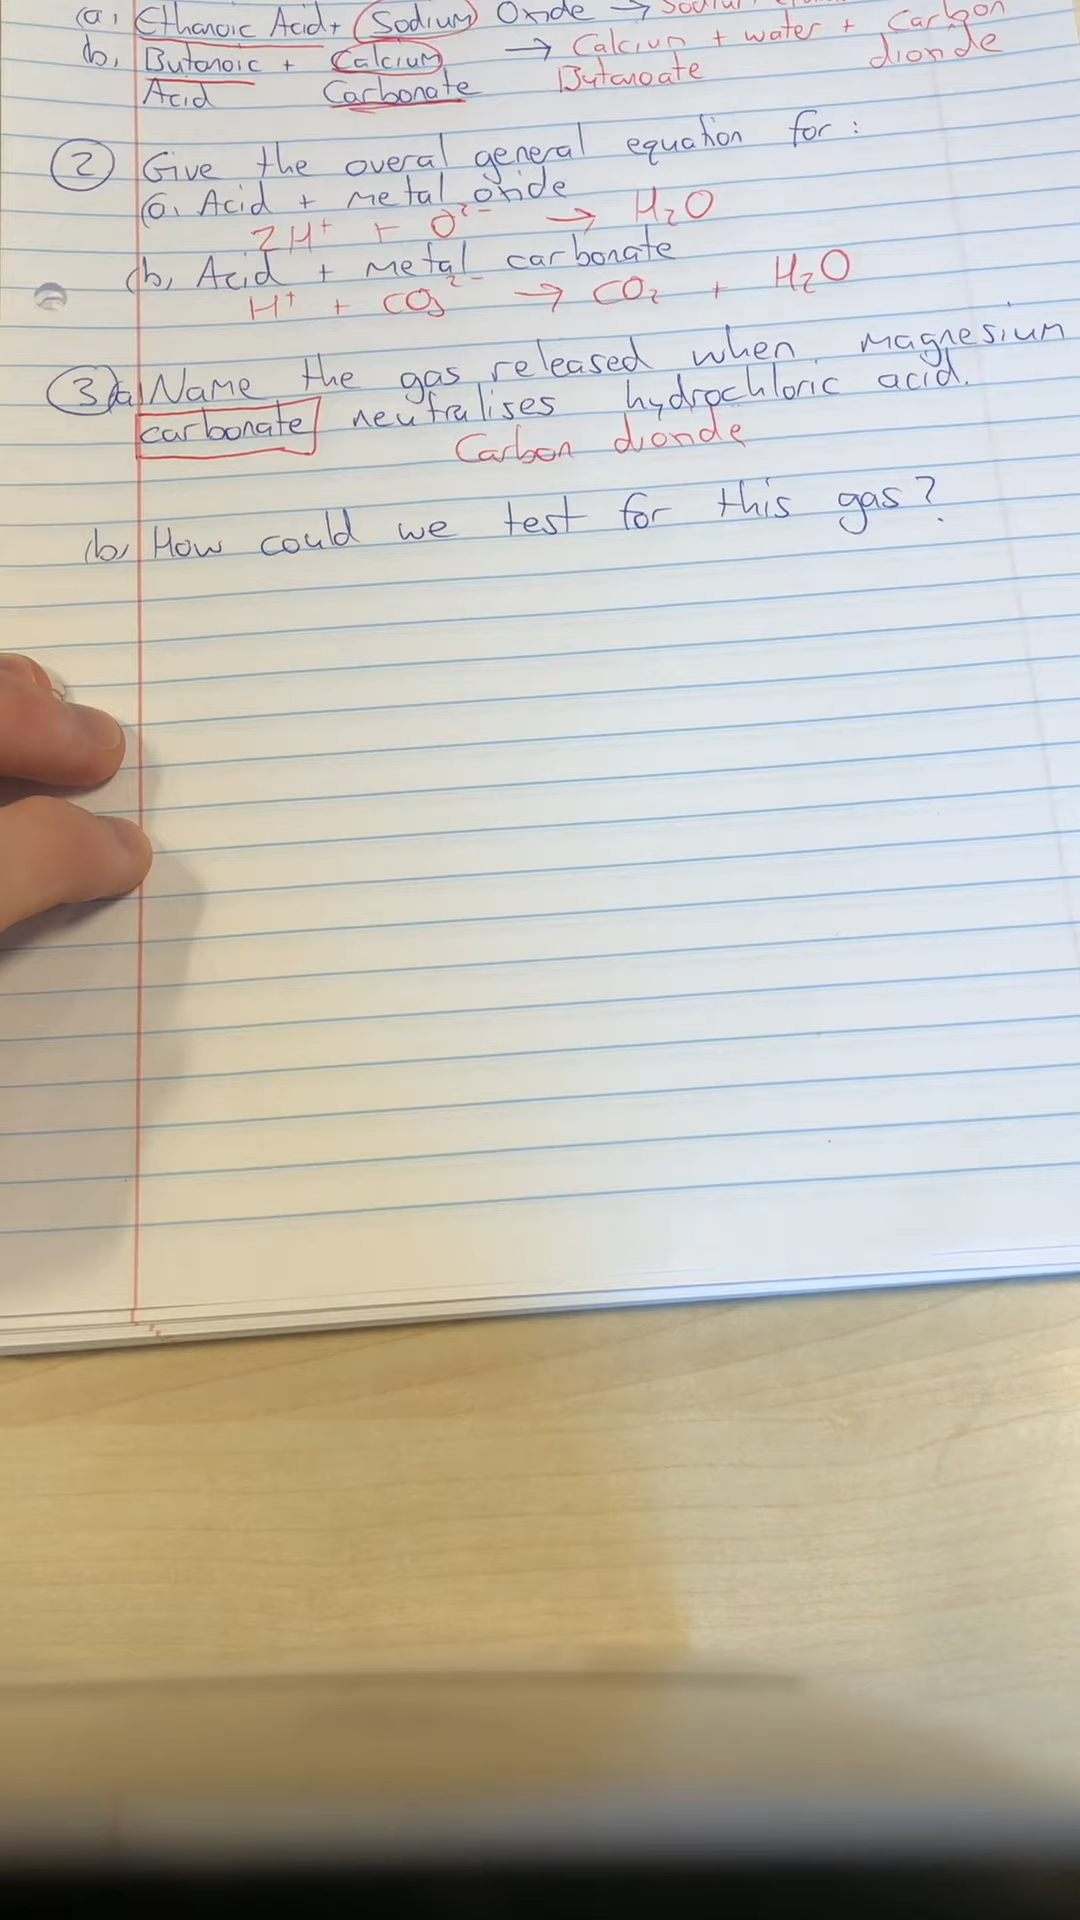 (a, Ethanoic Acid + Sodium Oxide →
b, Butanoic + Calcium → Calcium + water + Carbon
Acid Carbonate Butanoate dioxide
② Give the overal general equation for :
(a, Acid + metal oxide
2H⁺ + O²⁻ → H₂O
(b, Acid + metal carbonate
H⁺ + CO₃²⁻ → CO₂ + H₂O
③(a) Name the gas released when magnesium
carbonate neutralises hydrochloric acid.
Carbon dioxide
(b, How could we test for this gas?